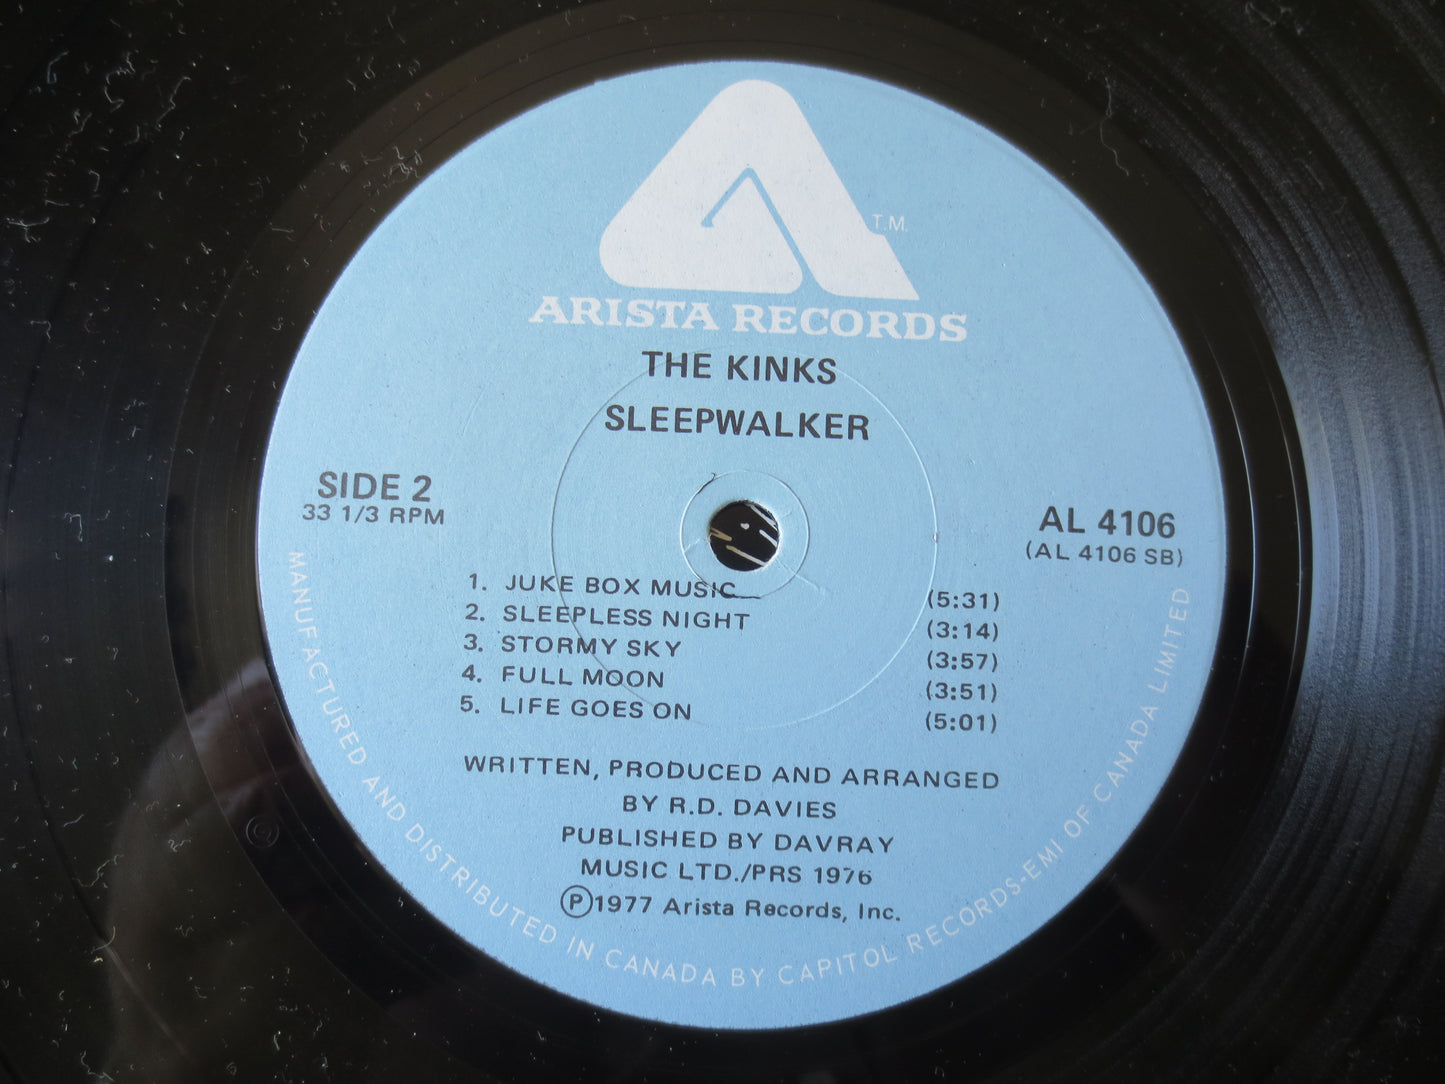 T.M.
ARISTA RECORDS
THE KINKS
SLEEPWALKER
SIDE 2
33 1/3 RPM
AL 4106
(AL 4106 SB)
1. JUKE BOX MUSIC (5:31)
2. SLEEPLESS NIGHT (3:14)
3. STORMY SKY (3:57)
4. FULL MOON (3:51)
5. LIFE GOES ON (5:01)
WRITTEN, PRODUCED AND ARRANGED
BY R.D. DAVIES
PUBLISHED BY DAVRAY
MUSIC LTD./PRS 1976
Ⓟ1977 Arista Records, Inc.
MANUFACTURED AND DISTRIBUTED IN CANADA BY CAPITOL RECORDS-EMI OF CANADA LIMITED